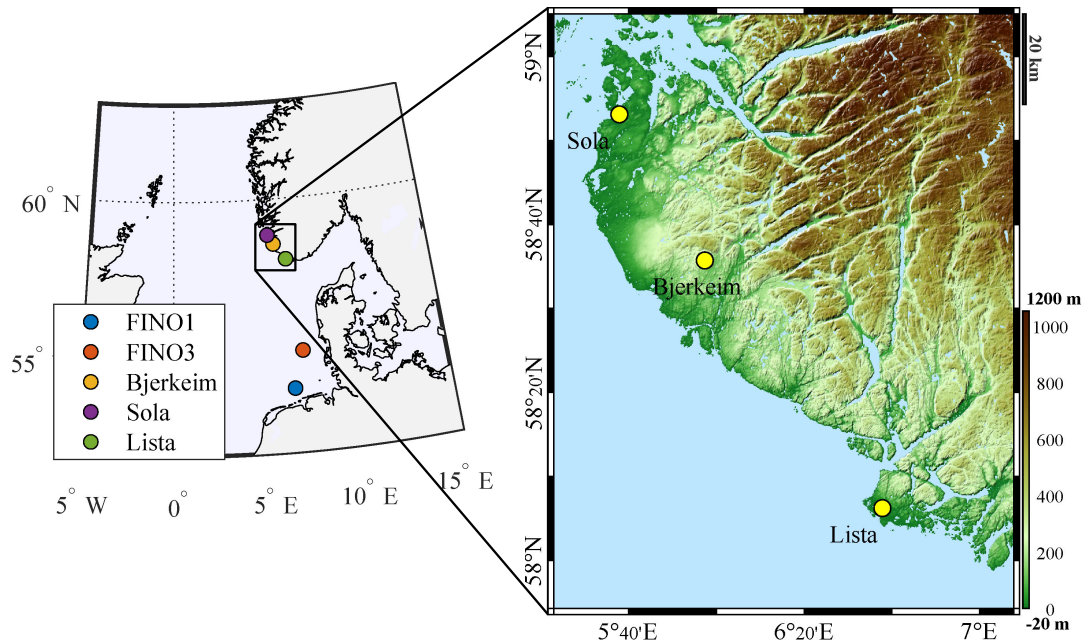 60° N
55°
5° W
0°
5° E
10° E
15° E
FINO1
FINO3
Bjerkeim
Sola
Lista
59°N
58°40'N
58°20'N
58°N
5°40'E
6°20'E
7°E
Sola
Bjerkeim
Lista
20 km
1200 m
1000
800
600
400
200
0
-20 m